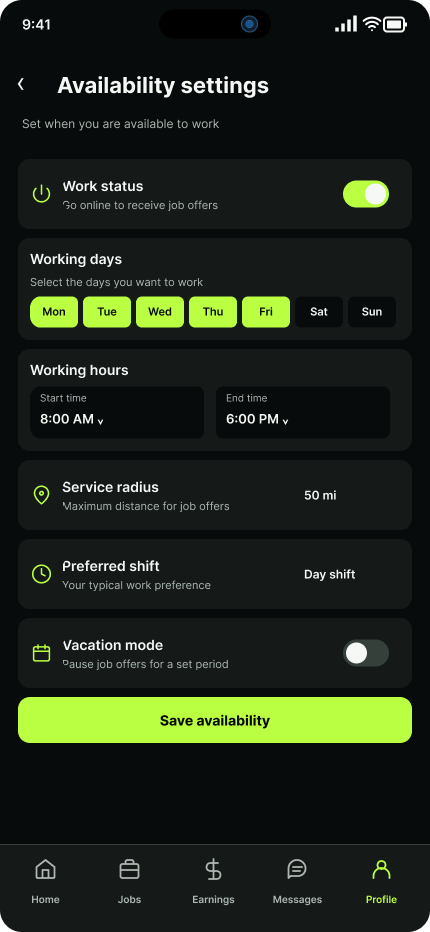 9:41
Availability settings
Set when you are available to work
Work status
Go online to receive job offers
Working days
Select the days you want to work
Mon Tue Wed Thu Fri Sat Sun
Working hours
Start time End time
8:00 AM 6:00 PM
Service radius
Maximum distance for job offers
50 mi
Preferred shift
Your typical work preference
Day shift
Vacation mode
Pause job offers for a set period
Save availability
Home Jobs Earnings Messages Profile